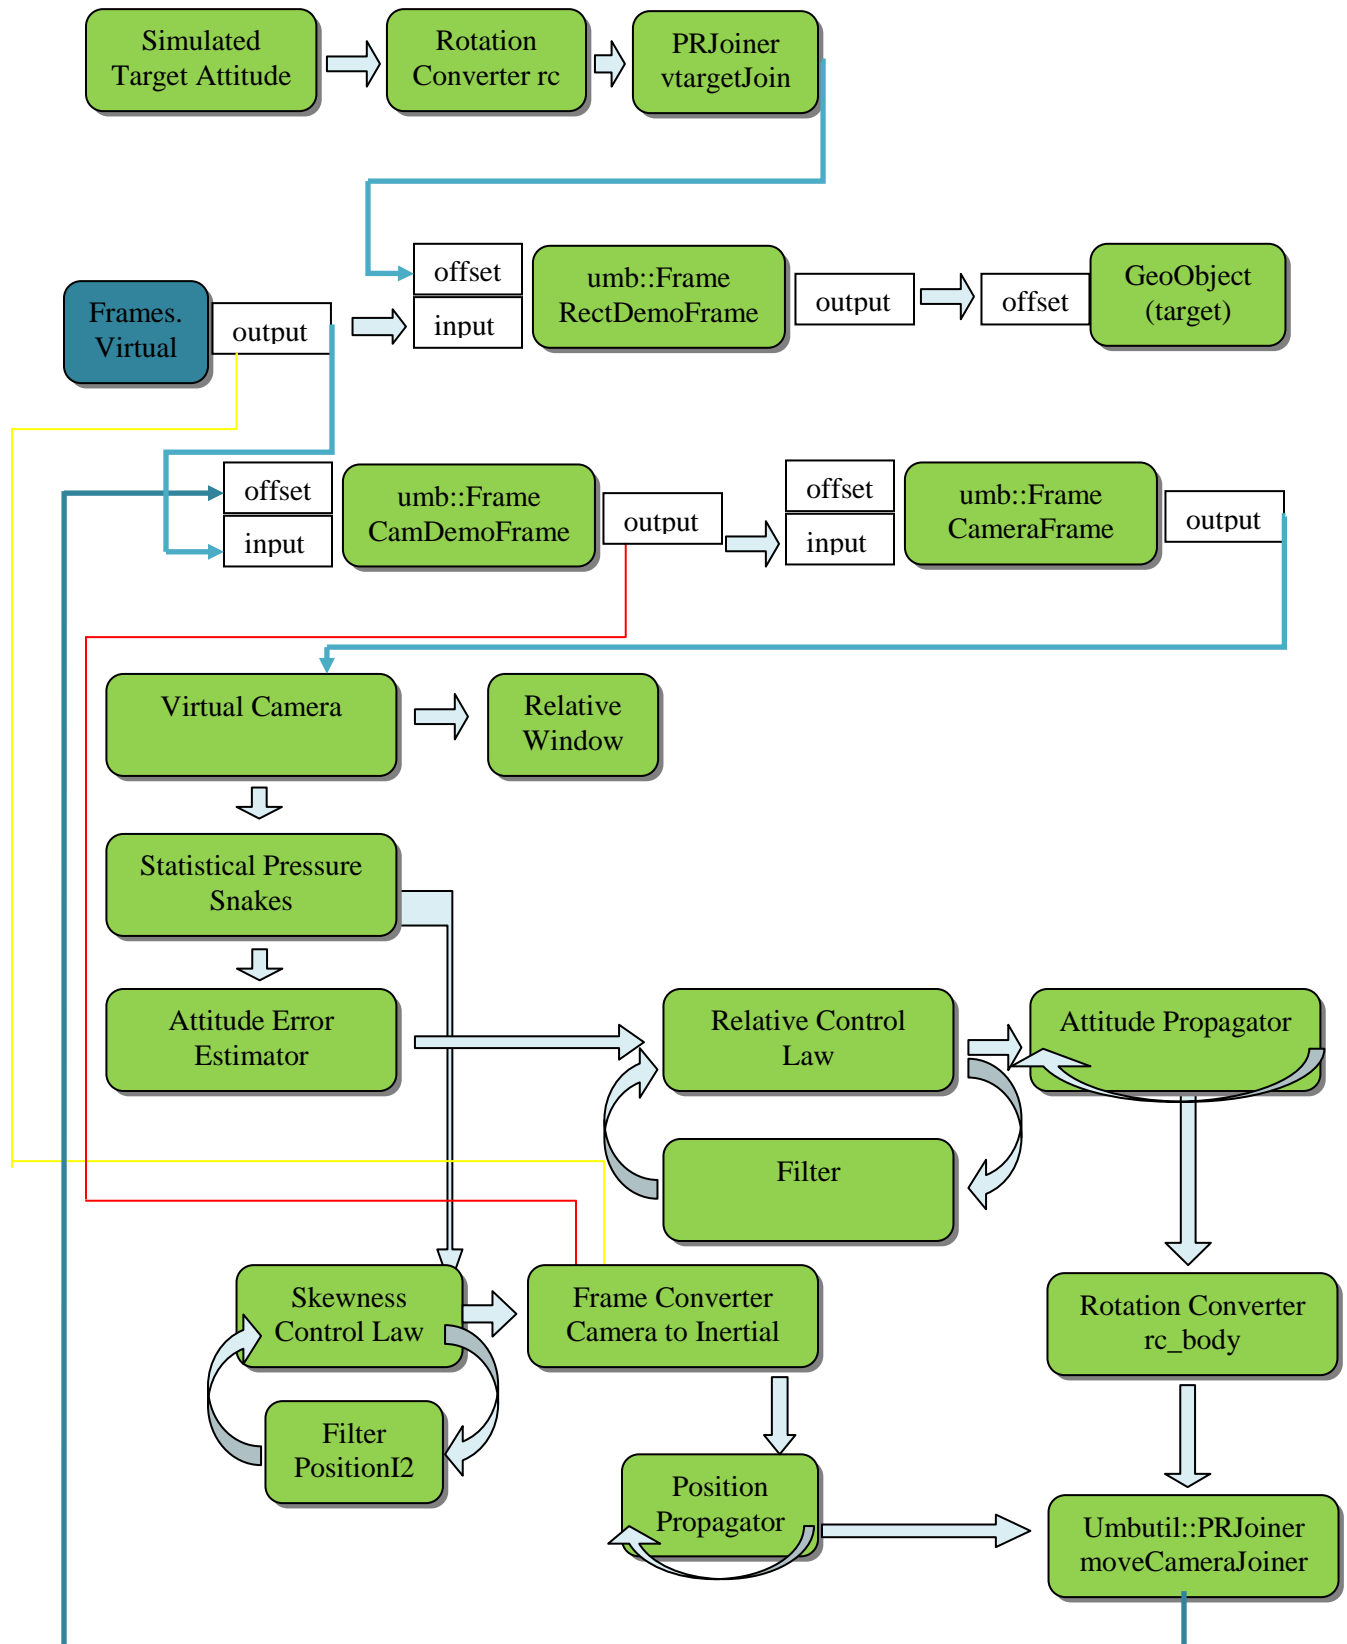 Simulated
Target Attitude
Rotation
Converter rc
PRJoiner
vtargetJoin
offset
input
umb::Frame
RectDemoFrame
output
offset
GeoObject
(target)
Frames.
Virtual
output
offset
input
umb::Frame
CamDemoFrame
output
offset
input
umb::Frame
CameraFrame
output
Virtual Camera
Relative
Window
Statistical Pressure
Snakes
Attitude Error
Estimator
Relative Control
Law
Attitude Propagator
Filter
Skewness
Control Law
Frame Converter
Camera to Inertial
Rotation Converter
rc_body
Filter
PositionI2
Position
Propagator
Umbutil::PRJoiner
moveCameraJoiner